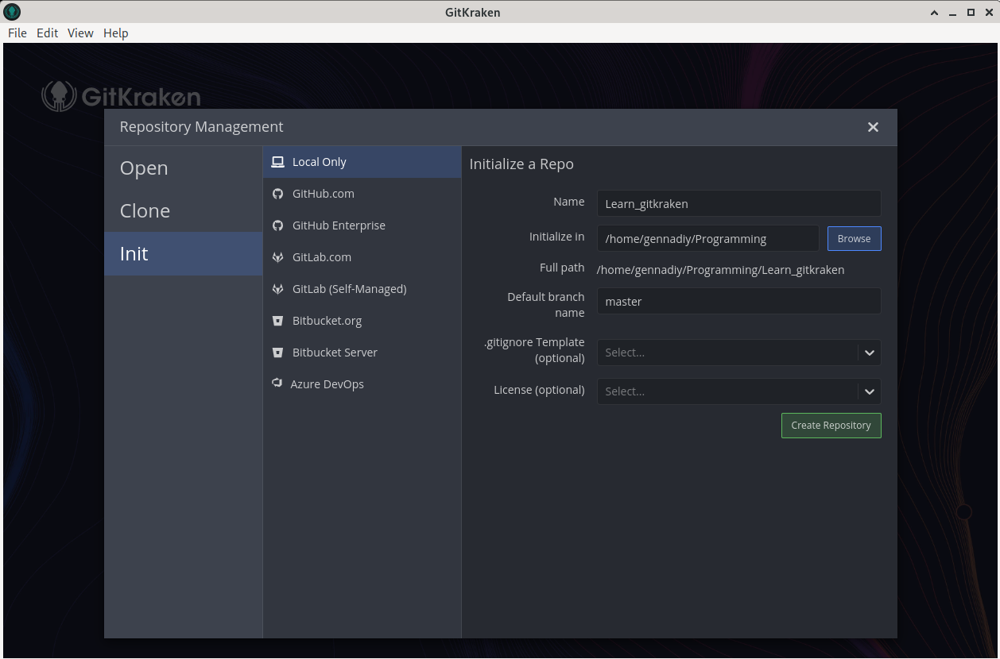 GitKraken
File Edit View Help
GitKraken
Repository Management
Open
Clone
Init
Local Only
GitHub.com
GitHub Enterprise
GitLab.com
GitLab (Self-Managed)
Bitbucket.org
Bitbucket Server
Azure DevOps
Initialize a Repo
Name Learn_gitkraken
Initialize in /home/gennadiy/Programming Browse
Full path /home/gennadiy/Programming/Learn_gitkraken
Default branch
name
master
.gitignore Template
(optional)
Select...
License (optional) Select...
Create Repository